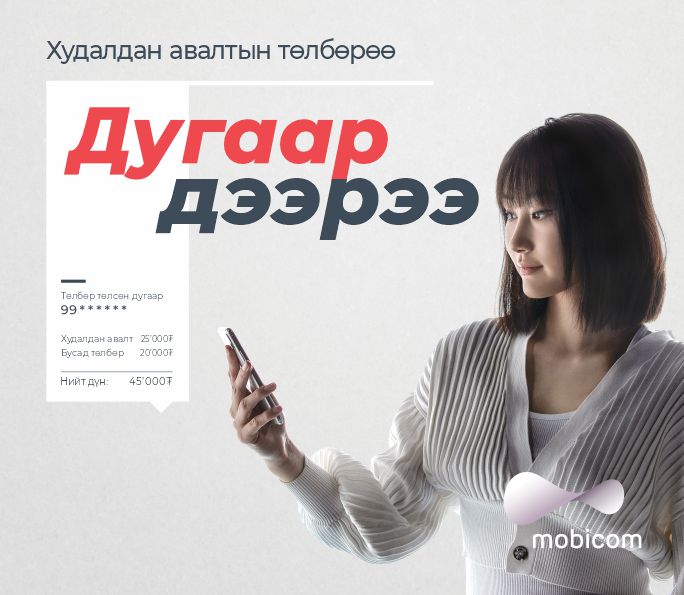 Худалдан авалтын төлбөрөө
Дугаар
дээрээ
Төлбөр төлсөн дугаар
99******
Худалдан авалт 25'000₮
Бусад төлбөр 20'000₮
Нийт дүн: 45'000₮
mobicom